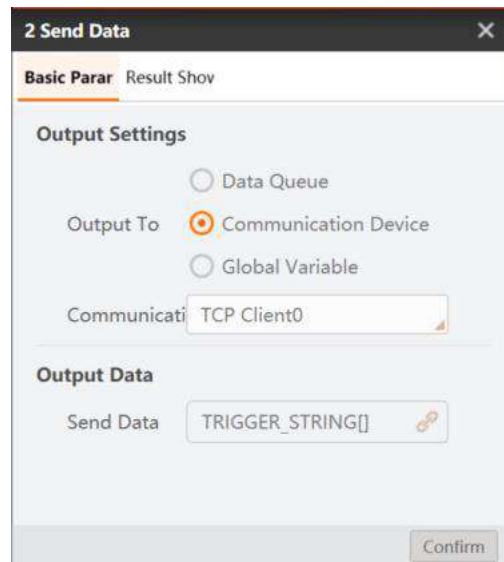 2 Send Data
Basic Parar Result Shov
Output Settings
Data Queue
Output To Communication Device
Global Variable
Communicati TCP Client0
Output Data
Send Data TRIGGER_STRING[]
Confirm